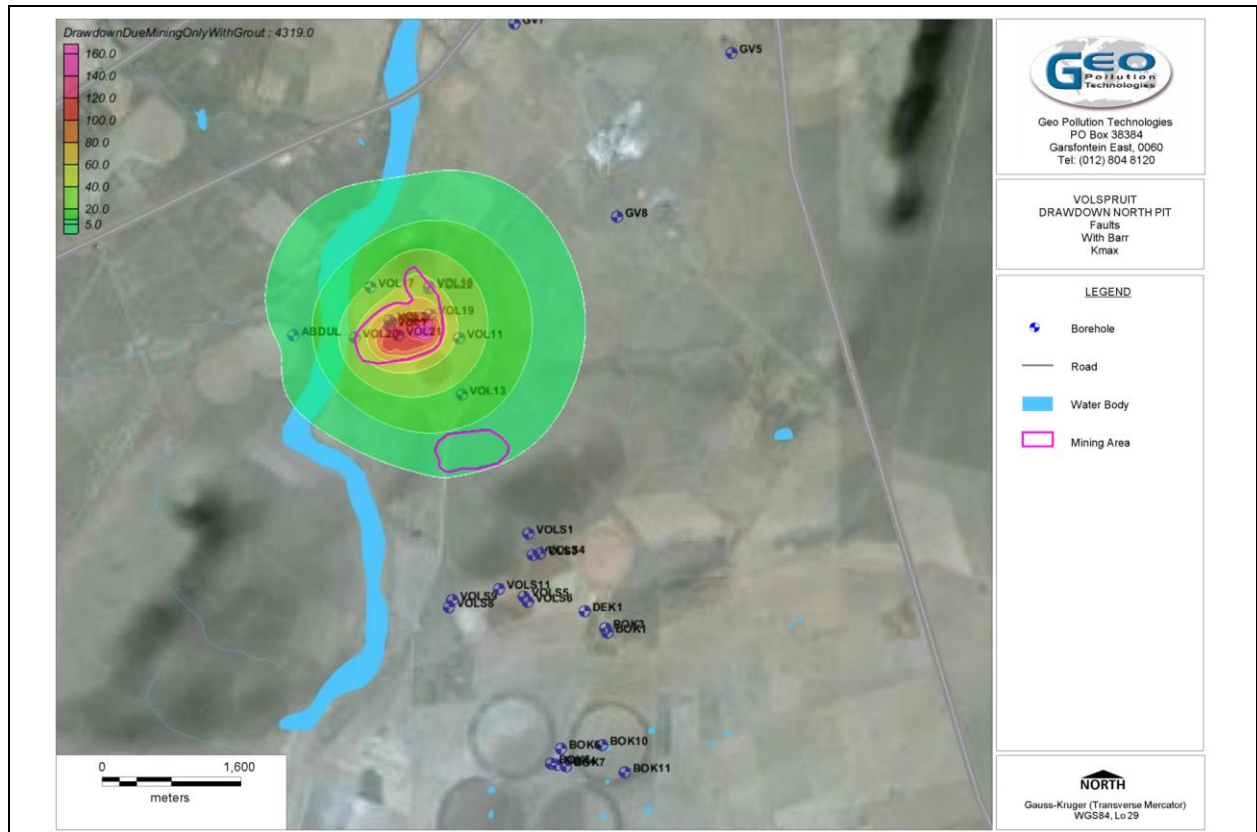 DrawdownDueMiningOnlyWithGrout : 4319.0
160.0
140.0
120.0
100.0
80.0
60.0
40.0
20.0
5.0
GV7
GV5
GV8
VOL17
VOL19
ABDUL
VOL20
VOL21
VOL11
VOL13
VOLS1
VOLS11
VOLS5
VOLS6
VOLS9
VOLS8
DEK1
BOK3
BOK1
BOK6
BOK10
BOK7
BOK11
0
1,600
meters
GEO
Pollution
Technologies
Geo Pollution Technologies
PO Box 38384
Garsfontein East, 0060
Tel: (012) 804 8120
VOLSPRUIT
DRAWDOWN NORTH PIT
Faults
With Barr
Kmax
LEGEND
Borehole
Road
Water Body
Mining Area
NORTH
Gauss-Kruger (Transverse Mercator)
WGS84, Lo 29